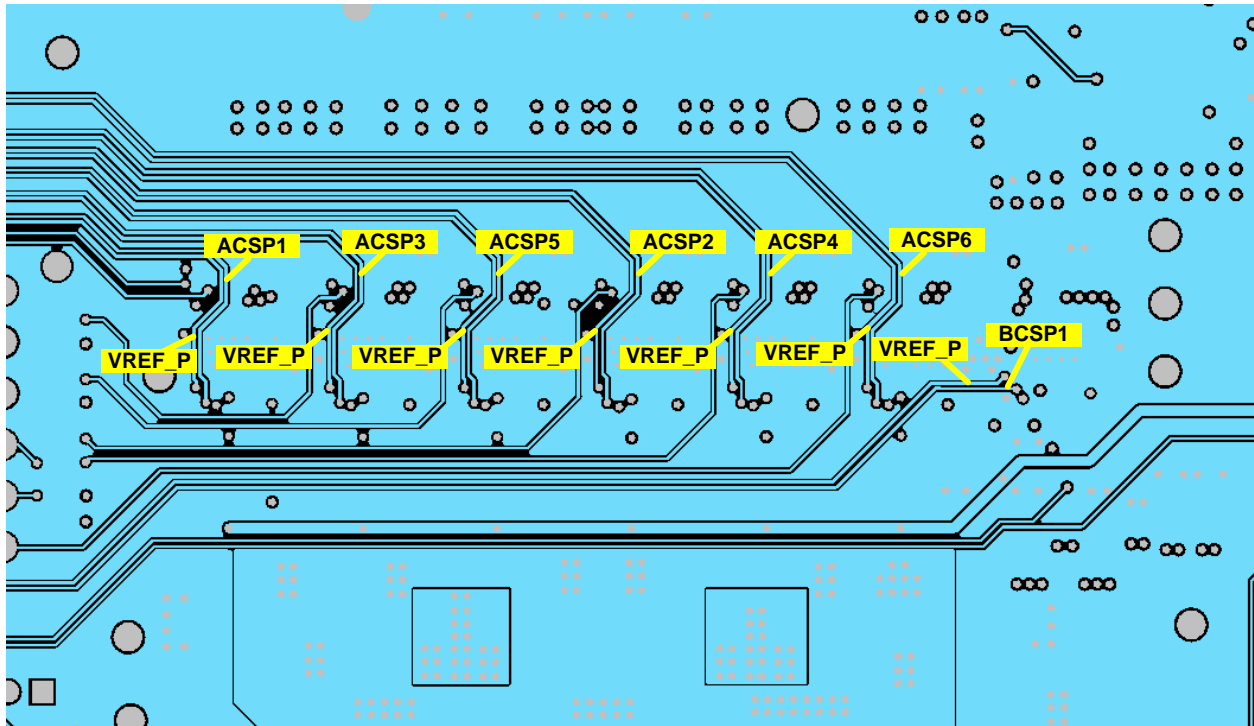 ACSP1
ACSP3
ACSP5
ACSP2
ACSP4
ACSP6
VREF_P
VREF_P
VREF_P
VREF_P
VREF_P
VREF_P
VREF_P
BCSP1